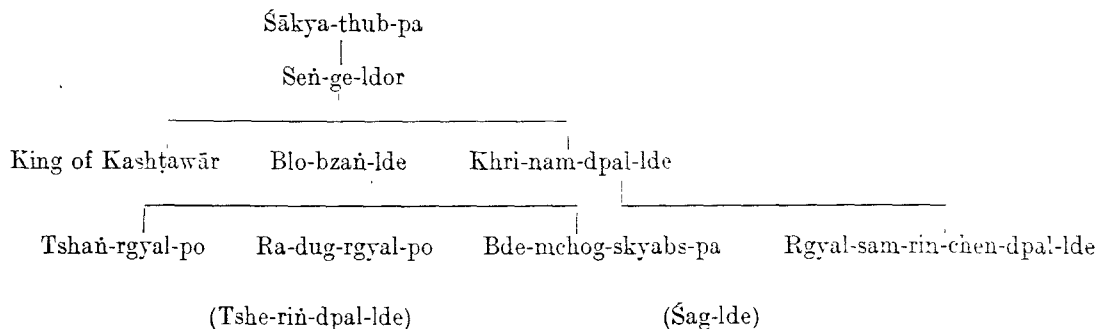 Śākya-thub-pa
Seṅ-ge-ldor
King of Kashṭawār Blo-bzaṅ-lde Khri-nam-dpal-lde
Tshaṅ-rgyal-po Ra-dug-rgyal-po Bde-mchog-skyabs-pa Rgyal-sam-rin-chen-dpal-lde
(Tshe-riṅ-dpal-lde) (Śag-lde)